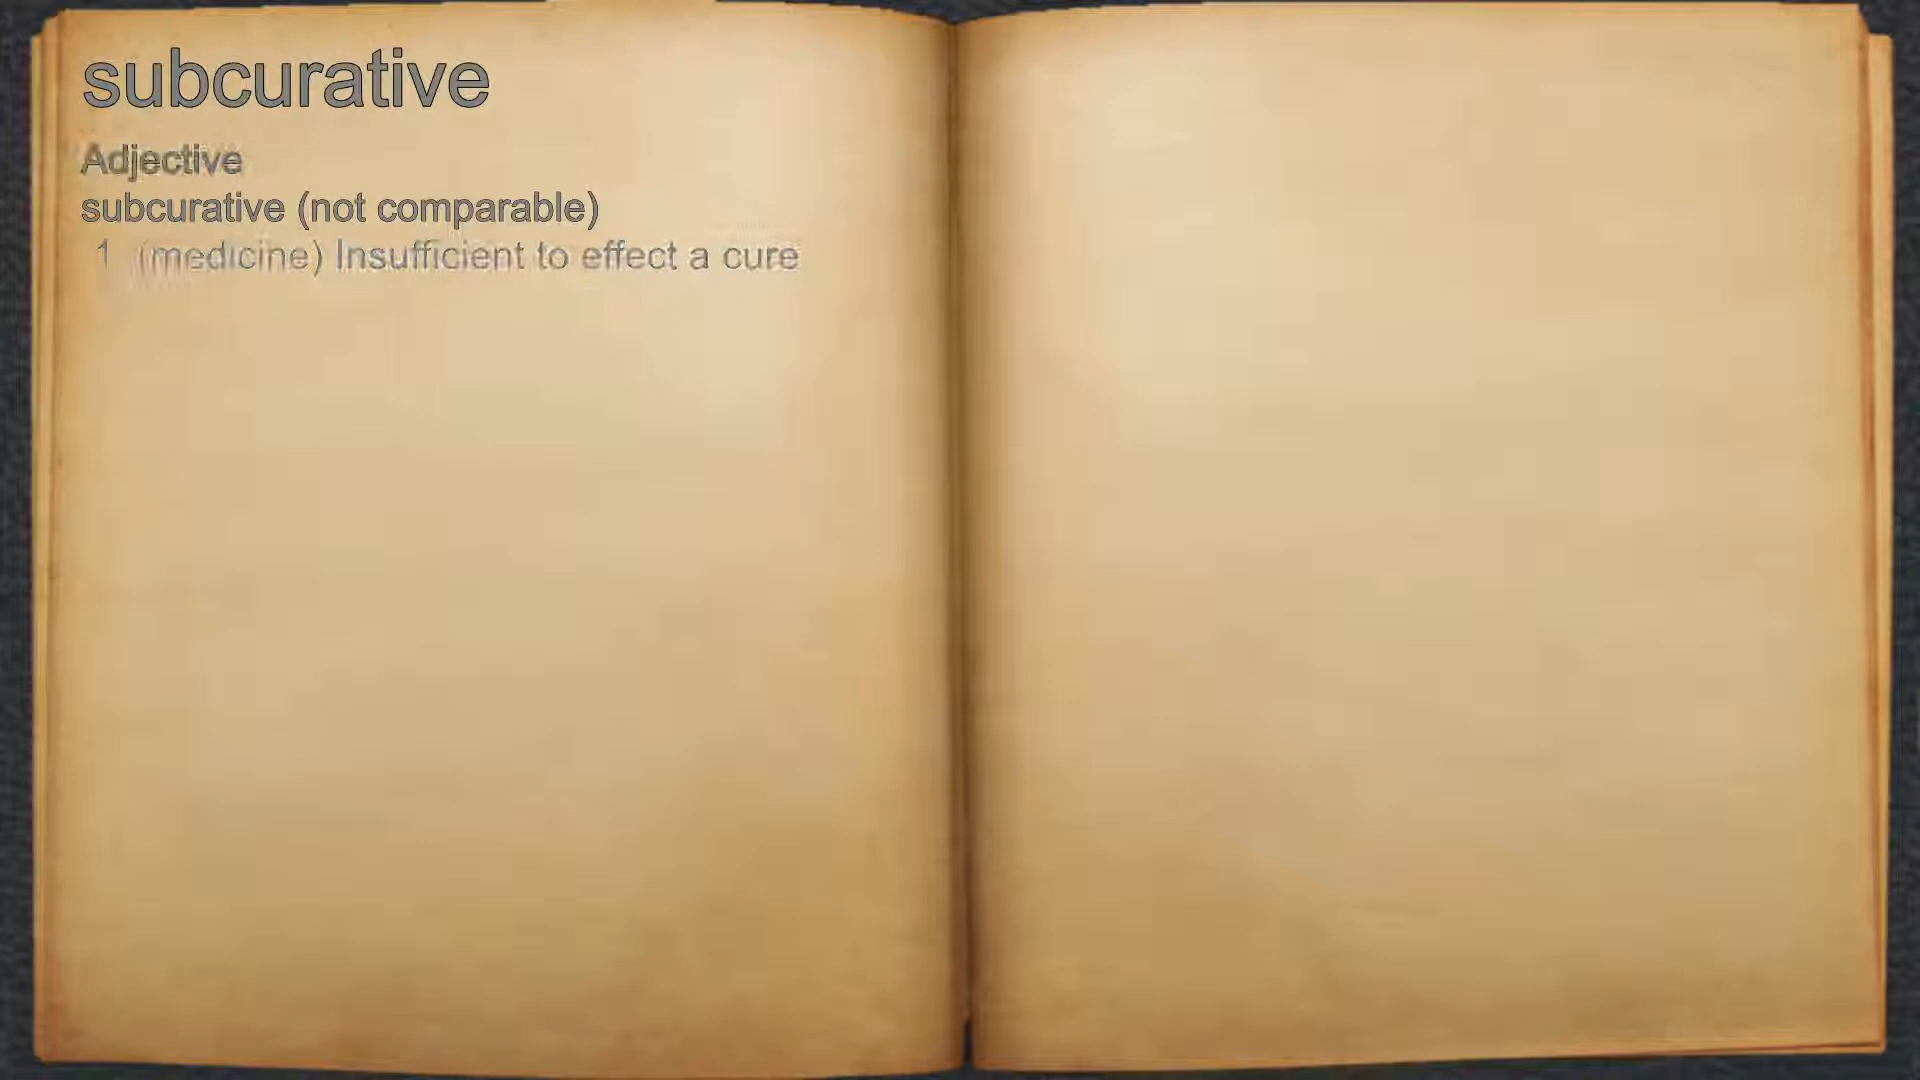 subcurative
Adjective
subcurative (not comparable)
1 (medicine) Insufficient to effect a cure